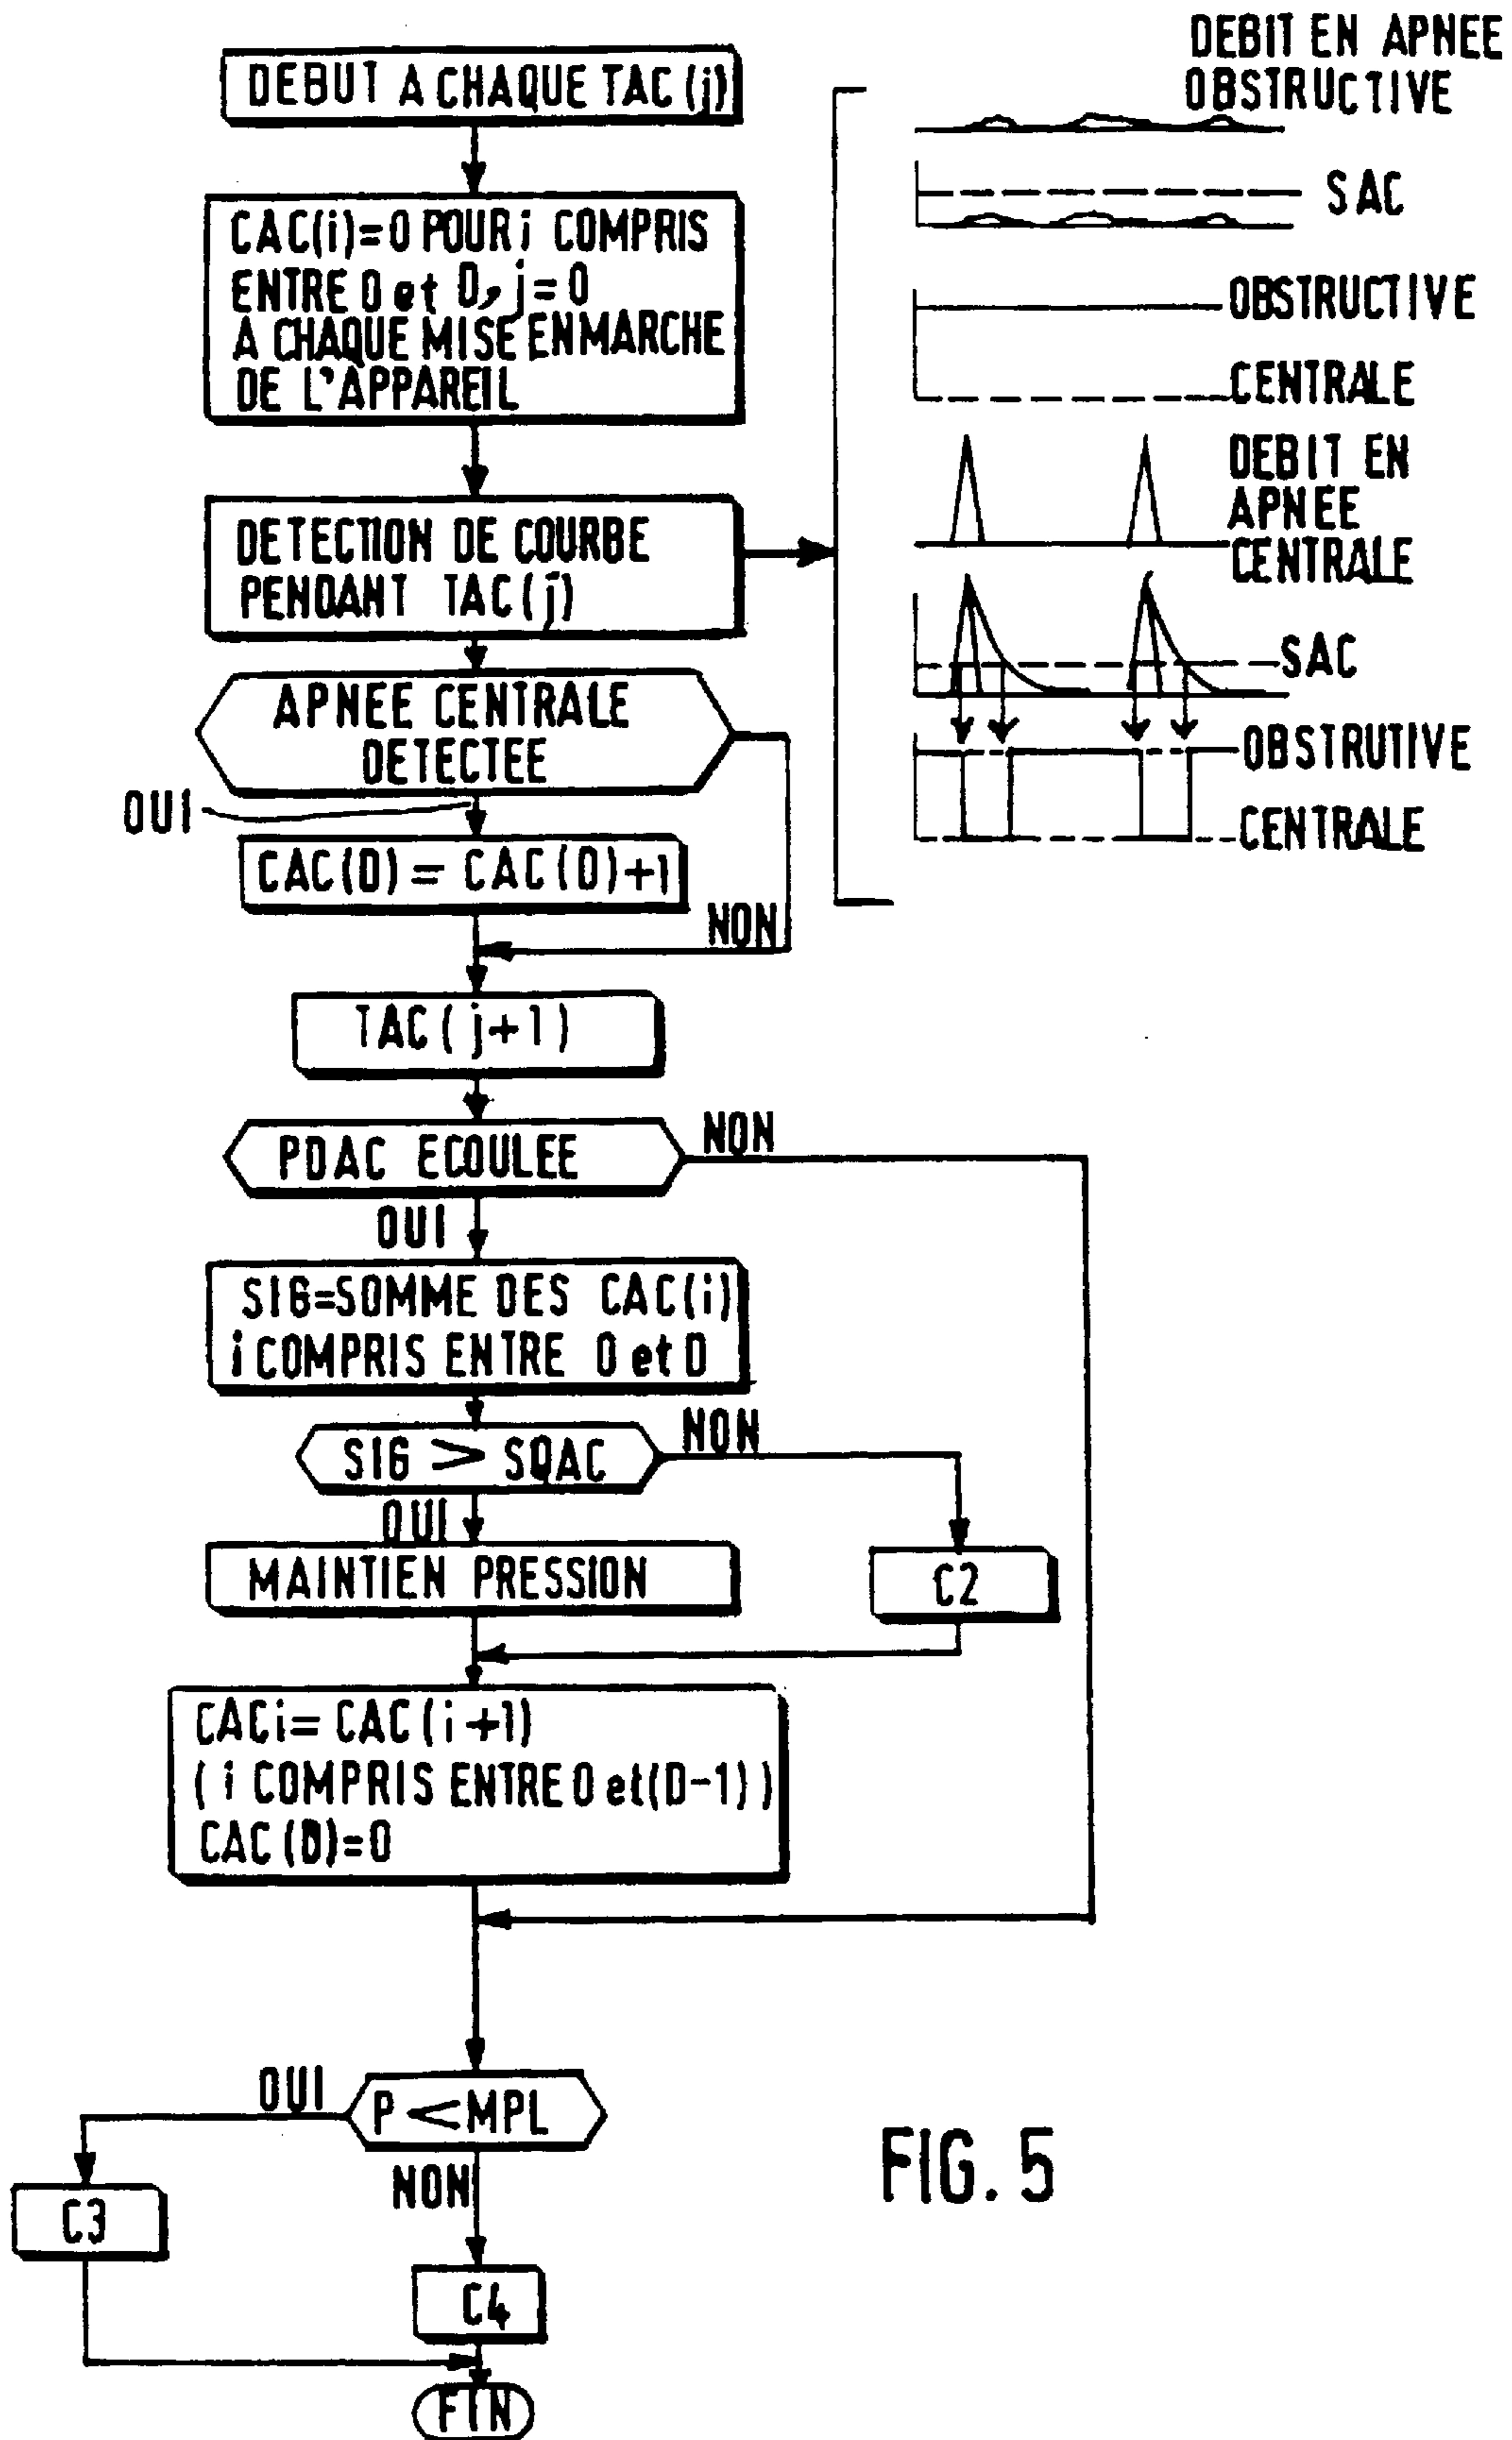 DEBUT A CHAQUE TAC (j)
CAC(i)=0 POUR i COMPRIS
ENTRE 0 et D, j=0
A CHAQUE MISE EN MARCHE
DE L'APPAREIL
DETECTION DE COURBE
PENDANT TAC(j)
APNEE CENTRALE
DETECTEE
OUI
CAC(D) = CAC(D)+1
NON
TAC(j+1)
PDAC ECOULEE
NON
OUI
SIG=SOMME DES CAC(i)
i COMPRIS ENTRE 0 et D
SIG > SQAC
NON
OUI
MAINTIEN PRESSION
C2
CACi= CAC(i+1)
(i COMPRIS ENTRE 0 et(D-1))
CAC(D)=0
OUI
P <MPL
NON
C3
C4
FIN
DEBIT EN APNEE
OBSTRUCTIVE
SAC
OBSTRUCTIVE
CENTRALE
DEBIT EN
APNEE
CENTRALE
SAC
OBSTRUTIVE
CENTRALE
FIG. 5